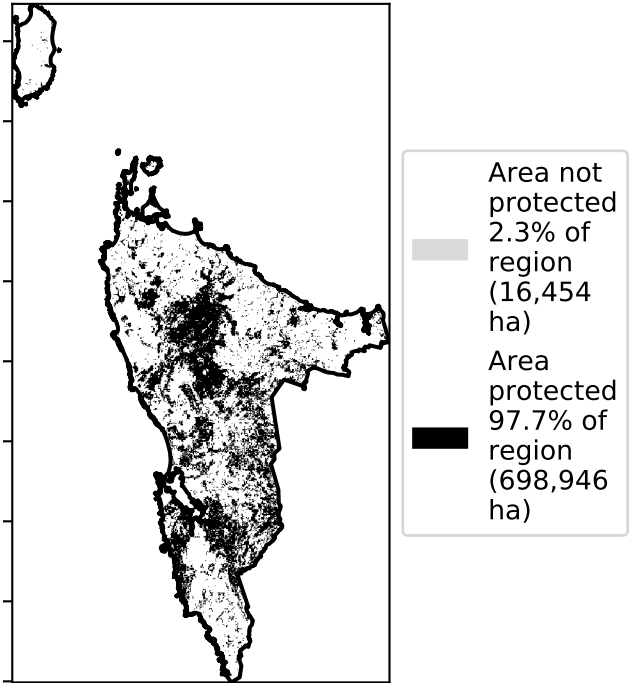 Area not
protected
2.3% of
region
(16,454
ha)
Area
protected
97.7% of
region
(698,946
ha)